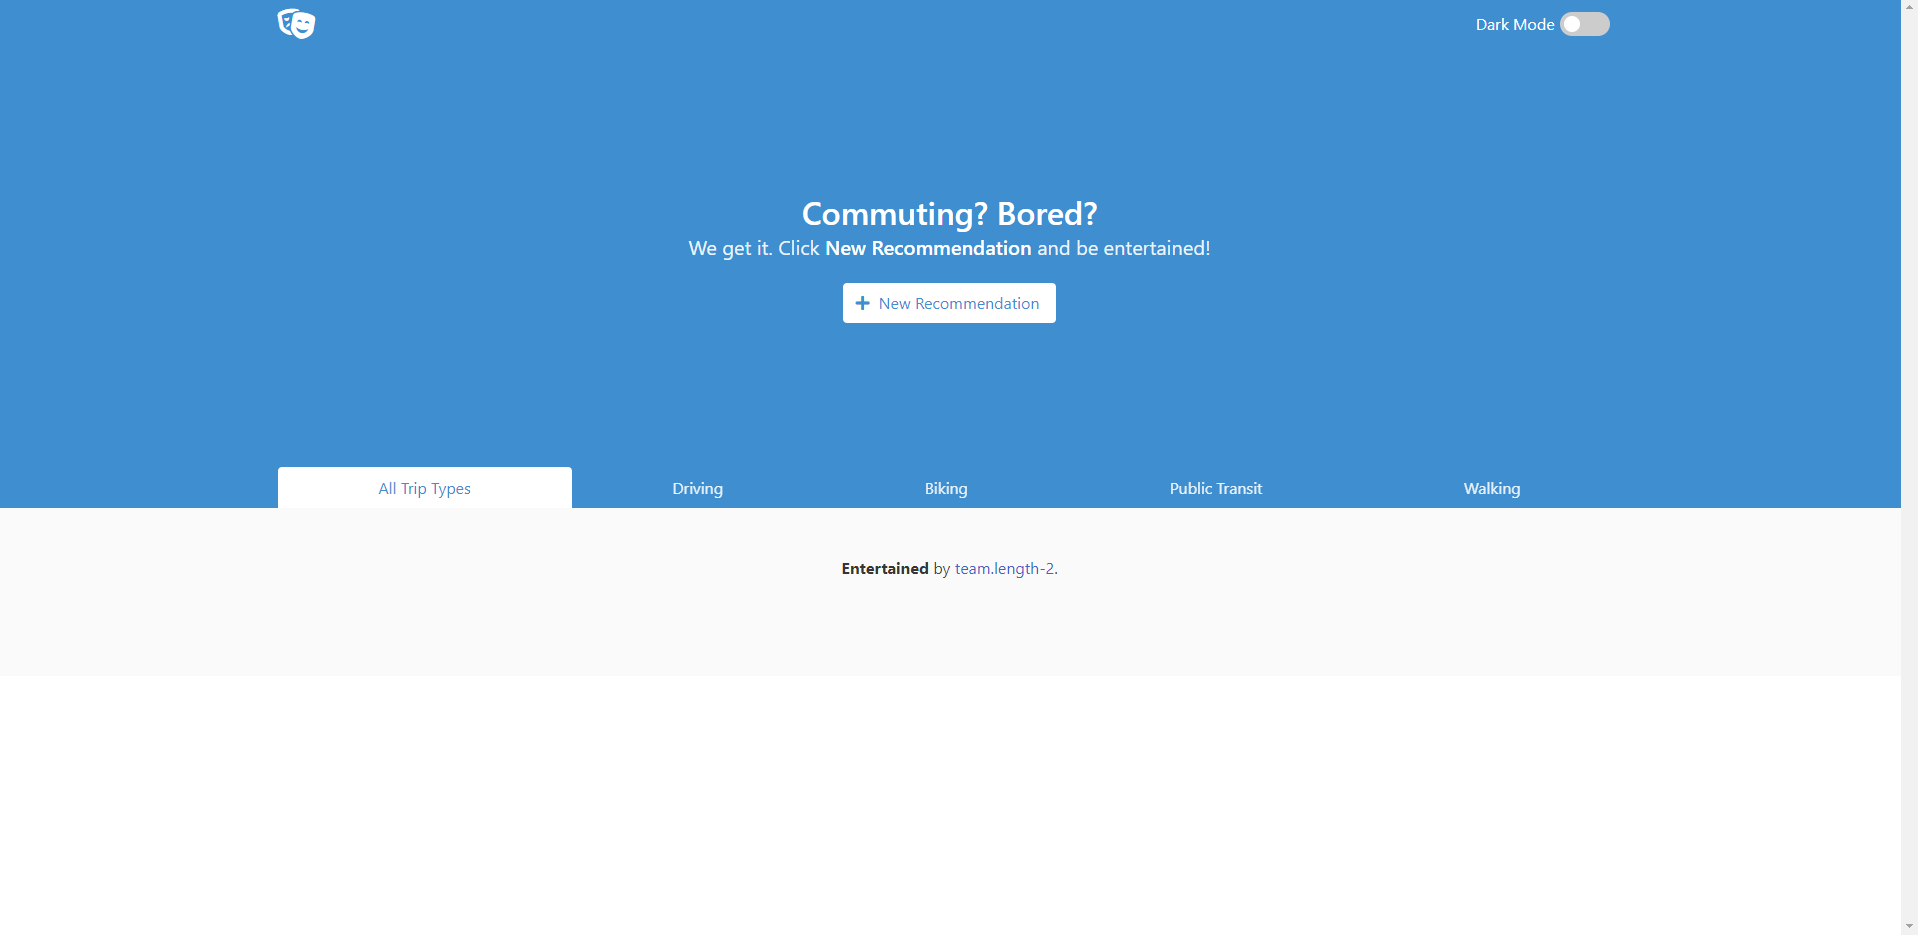 Dark Mode
Commuting? Bored?
We get it. Click New Recommendation and be entertained!
New Recommendation
All Trip Types
Driving
Biking
Public Transit
Walking
Entertained by team.length-2.